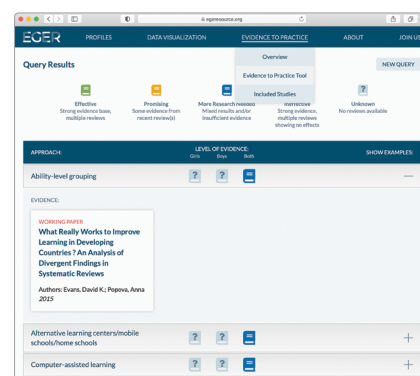 egeresource.org
EGER
PROFILES
DATA VISUALIZATION
EVIDENCE TO PRACTICE
ABOUT
JOIN US
Overview
Evidence to Practice Tool
Included Studies
Query Results
NEW QUERY
Effective
Strong evidence base,
multiple reviews
Promising
Some evidence from
recent review(s)
More Research Needed
Mixed results and/or
insufficient evidence
Ineffective
Strong evidence,
multiple reviews
showing no effects
?
Unknown
No reviews available
APPROACH:
LEVEL OF EVIDENCE:
Girls Boys Both
SHOW EXAMPLES:
Ability-level grouping
? ?
EVIDENCE:
WORKING PAPER
What Really Works to Improve
Learning in Developing
Countries ? An Analysis of
Divergent Findings in
Systematic Reviews
Authors: Evans, David K.; Popova, Anna
2015
Alternative learning centers/mobile
schools/home schools
? ?
Computer-assisted learning
? ?